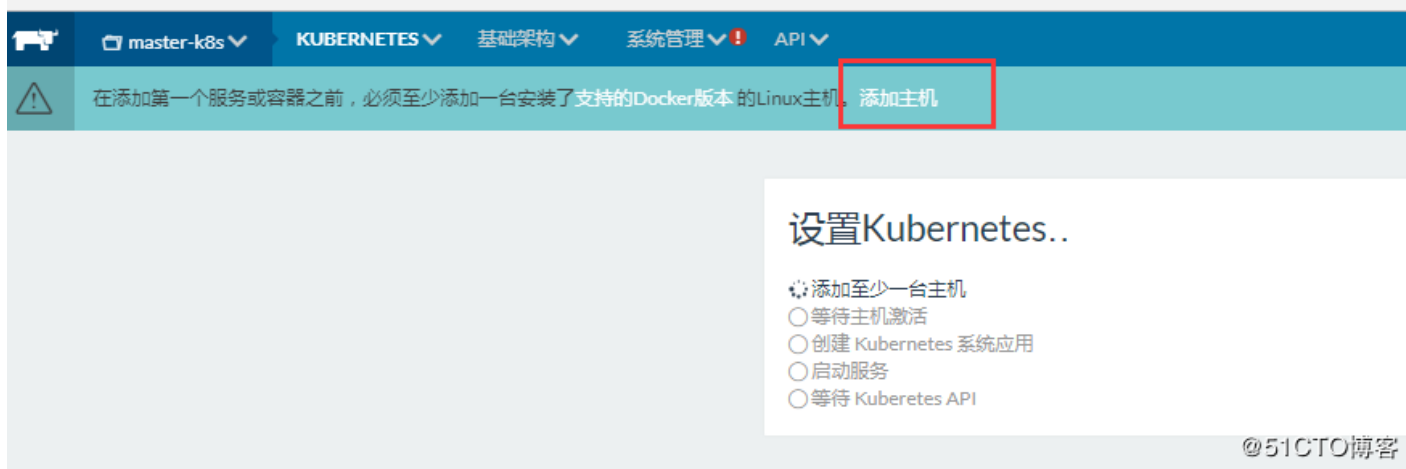 master-k8s KUBERNETES 基础架构 系统管理 API
在添加第一个服务或容器之前，必须至少添加一台安装了支持的Docker版本 的Linux主机。添加主机
设置Kubernetes..
添加至少一台主机
等待主机激活
创建 Kubernetes 系统应用
启动服务
等待 Kuberetes API
@51CTO博客